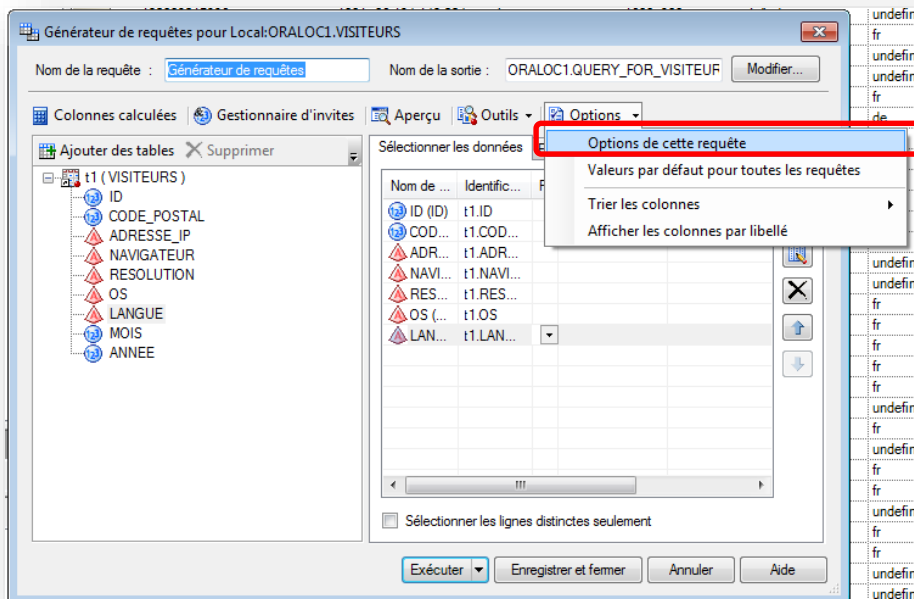 Générateur de requêtes pour Local:ORALOC1.VISITEURS
Nom de la requête : Générateur de requêtes Nom de la sortie : ORALOC1.QUERY_FOR_VISITEUR Modifier...
Colonnes calculées Gestionnaire d'invites Aperçu Outils Options
Options de cette requête
Valeurs par défaut pour toutes les requêtes
Trier les colonnes
Afficher les colonnes par libellé
Ajouter des tables Supprimer
t1 ( VISITEURS )
ID
CODE_POSTAL
ADRESSE_IP
NAVIGATEUR
RESOLUTION
OS
LANGUE
MOIS
ANNEE
Sélectionner les données
Nom de ... Identific...
ID (ID) t1.ID
COD... t1.COD...
ADR... t1.ADR...
NAVI... t1.NAVI...
RES... t1.RES...
OS (... t1.OS
LAN... t1.LAN...
Sélectionner les lignes distinctes seulement
Exécuter Enregistrer et fermer Annuler Aide
undefin
fr
undefin
undefin
fr
de
undefin
undefin
fr
fr
fr
fr
fr
undefin
fr
undefin
fr
fr
undefin
fr
fr
undefin
undefin